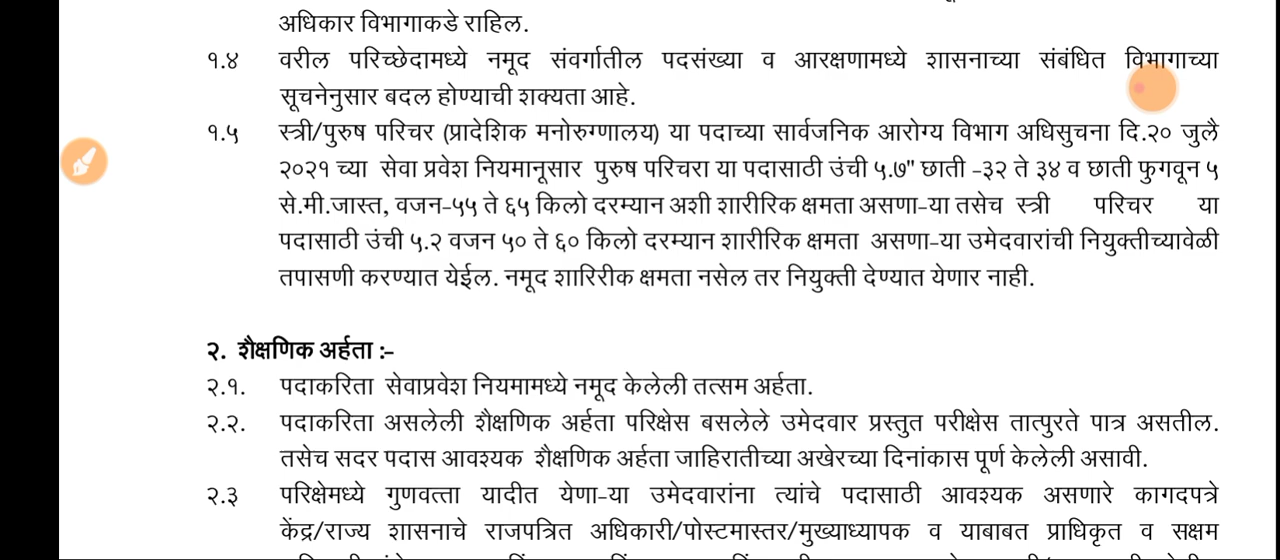 अधिकार विभागाकडे राहिल.
१.४ वरील परिच्छेदामध्ये नमूद संवर्गातील पदसंख्या व आरक्षणामध्ये शासनाच्या संबंधित विभागाच्या
सूचनेनुसार बदल होण्याची शक्यता आहे.
१.५ स्त्री/पुरुष परिचर (प्रादेशिक मनोरुग्णालय) या पदाच्या सार्वजनिक आरोग्य विभाग अधिसुचना दि.२० जुलै
२०२१ च्या सेवा प्रवेश नियमानूसार पुरुष परिचरा या पदासाठी उंची ५.७" छाती -३२ ते ३४ व छाती फुगवून ५
से.मी.जास्त, वजन-५५ ते ६५ किलो दरम्यान अशी शारीरिक क्षमता असणा-या तसेच स्त्री परिचर या
पदासाठी उंची ५.२ वजन ५० ते ६० किलो दरम्यान शारीरिक क्षमता असणा-या उमेदवारांची नियुक्तीच्यावेळी
तपासणी करण्यात येईल. नमूद शारिरीक क्षमता नसेल तर नियुक्ती देण्यात येणार नाही.
२. शैक्षणिक अर्हता :-
२.१. पदाकरिता सेवाप्रवेश नियमामध्ये नमूद केलेली तत्सम अर्हता.
२.२. पदाकरिता असलेली शैक्षणिक अर्हता परिक्षेस बसलेले उमेदवार प्रस्तुत परीक्षेस तात्पुरते पात्र असतील.
तसेच सदर पदास आवश्यक शैक्षणिक अर्हता जाहिरातीच्या अखेरच्या दिनांकास पूर्ण केलेली असावी.
२.३ परिक्षेमध्ये गुणवत्ता यादीत येणा-या उमेदवारांना त्यांचे पदासाठी आवश्यक असणारे कागदपत्रे
केंद्र/राज्य शासनाचे राजपत्रित अधिकारी/पोस्टमास्तर/मुख्याध्यापक व याबाबत प्राधिकृत व सक्षम